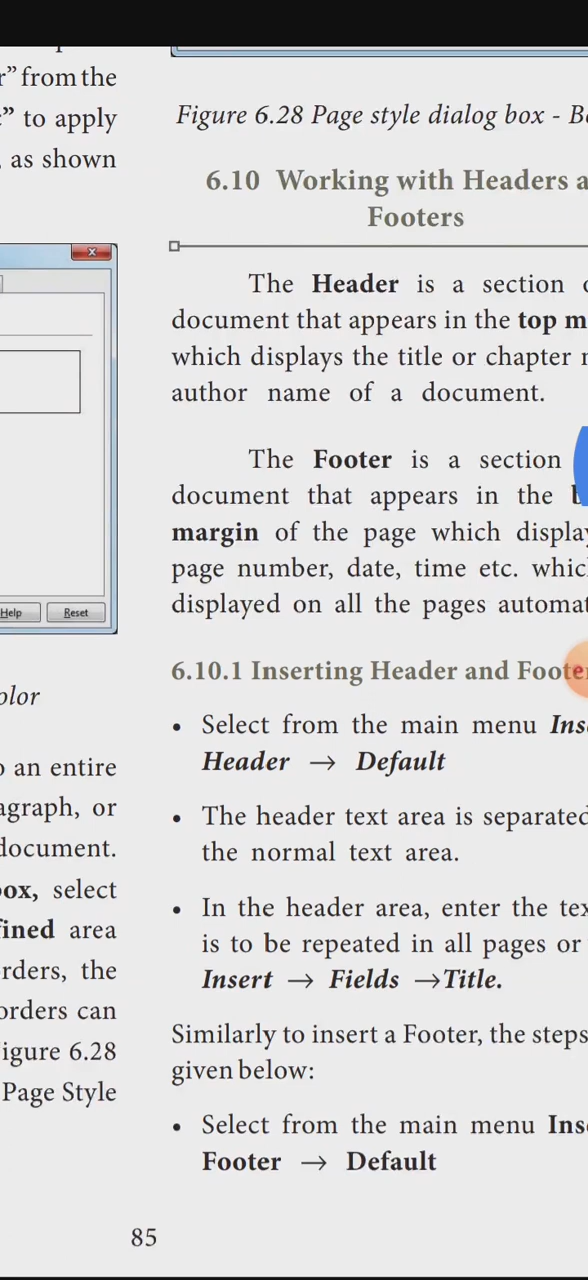 r” from the
” to apply
, as shown
Help Reset
olor
o an entire
agraph, or
document.
box, select
fined area
rders, the
orders can
igure 6.28
Page Style
85
Figure 6.28 Page style dialog box - B
6.10 Working with Headers a
Footers
The Header is a section
document that appears in the top m
which displays the title or chapter
author name of a document.
The Footer is a section
document that appears in the
margin of the page which display
page number, date, time etc. whic
displayed on all the pages automat
6.10.1 Inserting Header and Foote
• Select from the main menu Ins
Header → Default
• The header text area is separated
the normal text area.
• In the header area, enter the tex
is to be repeated in all pages or
Insert → Fields →Title.
Similarly to insert a Footer, the steps
given below:
• Select from the main menu Ins
Footer → Default